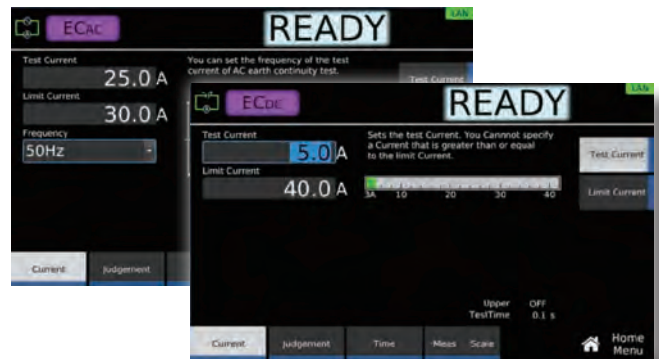 ECAC
READY
LAN
Test Current
25.0 A
You can set the frequency of the test
current of AC earth continuity test.
Test Current
Limit Current
30.0 A
Frequency
50Hz
Current
Judgement
ECDC
READY
LAN
Test Current
5.0 A
Sets the test Current. You Cannnot specify
a Current that is greater than or equal
to the limit Current.
Test Current
Limit Current
40.0 A
3A 10 20 30 40
Limit Current
Upper OFF
TestTime 0.1 s
Current Judgement Time Meas Scale
Home
Menu